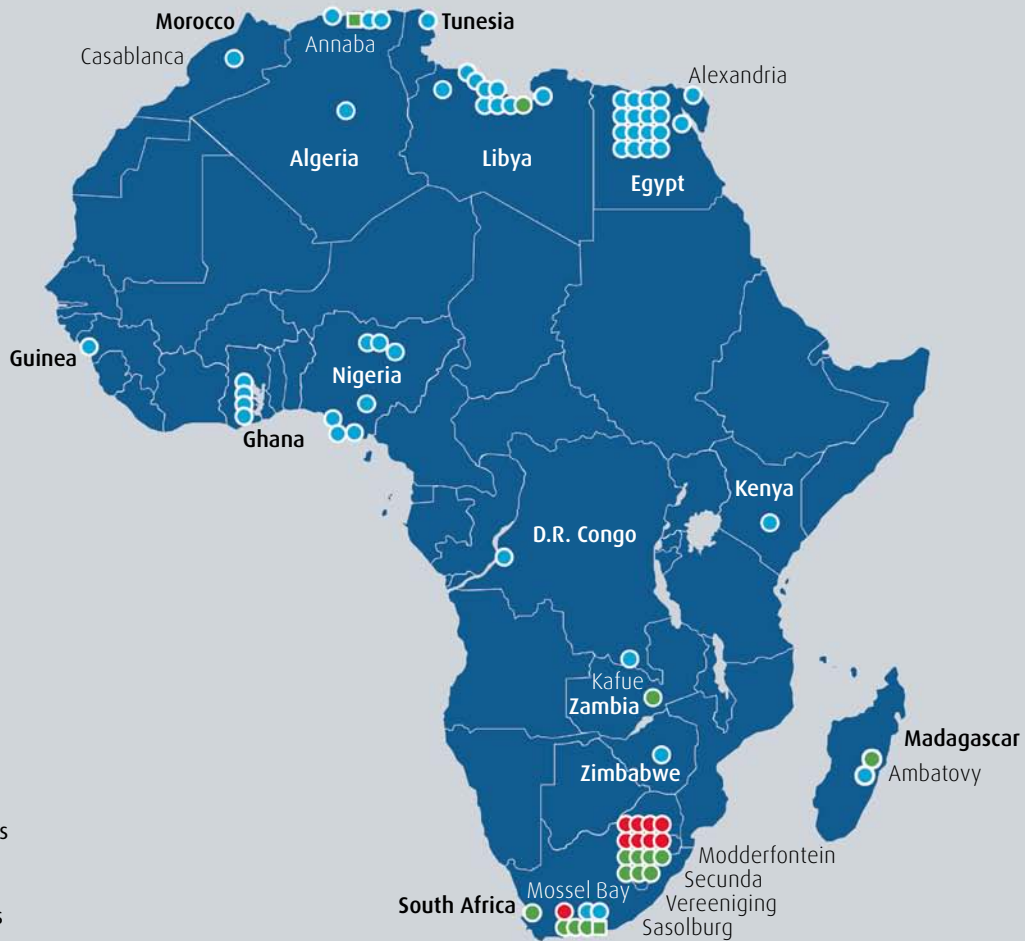 Morocco
Tunesia
Annaba
Casablanca
Alexandria
Algeria
Libya
Egypt
Guinea
Nigeria
Ghana
Kenya
D.R. Congo
Kafue
Zambia
Madagascar
Ambatovy
Zimbabwe
s
Modderfontein
Secunda
Mossel Bay
Vereeniging
South Africa
s
Sasolburg